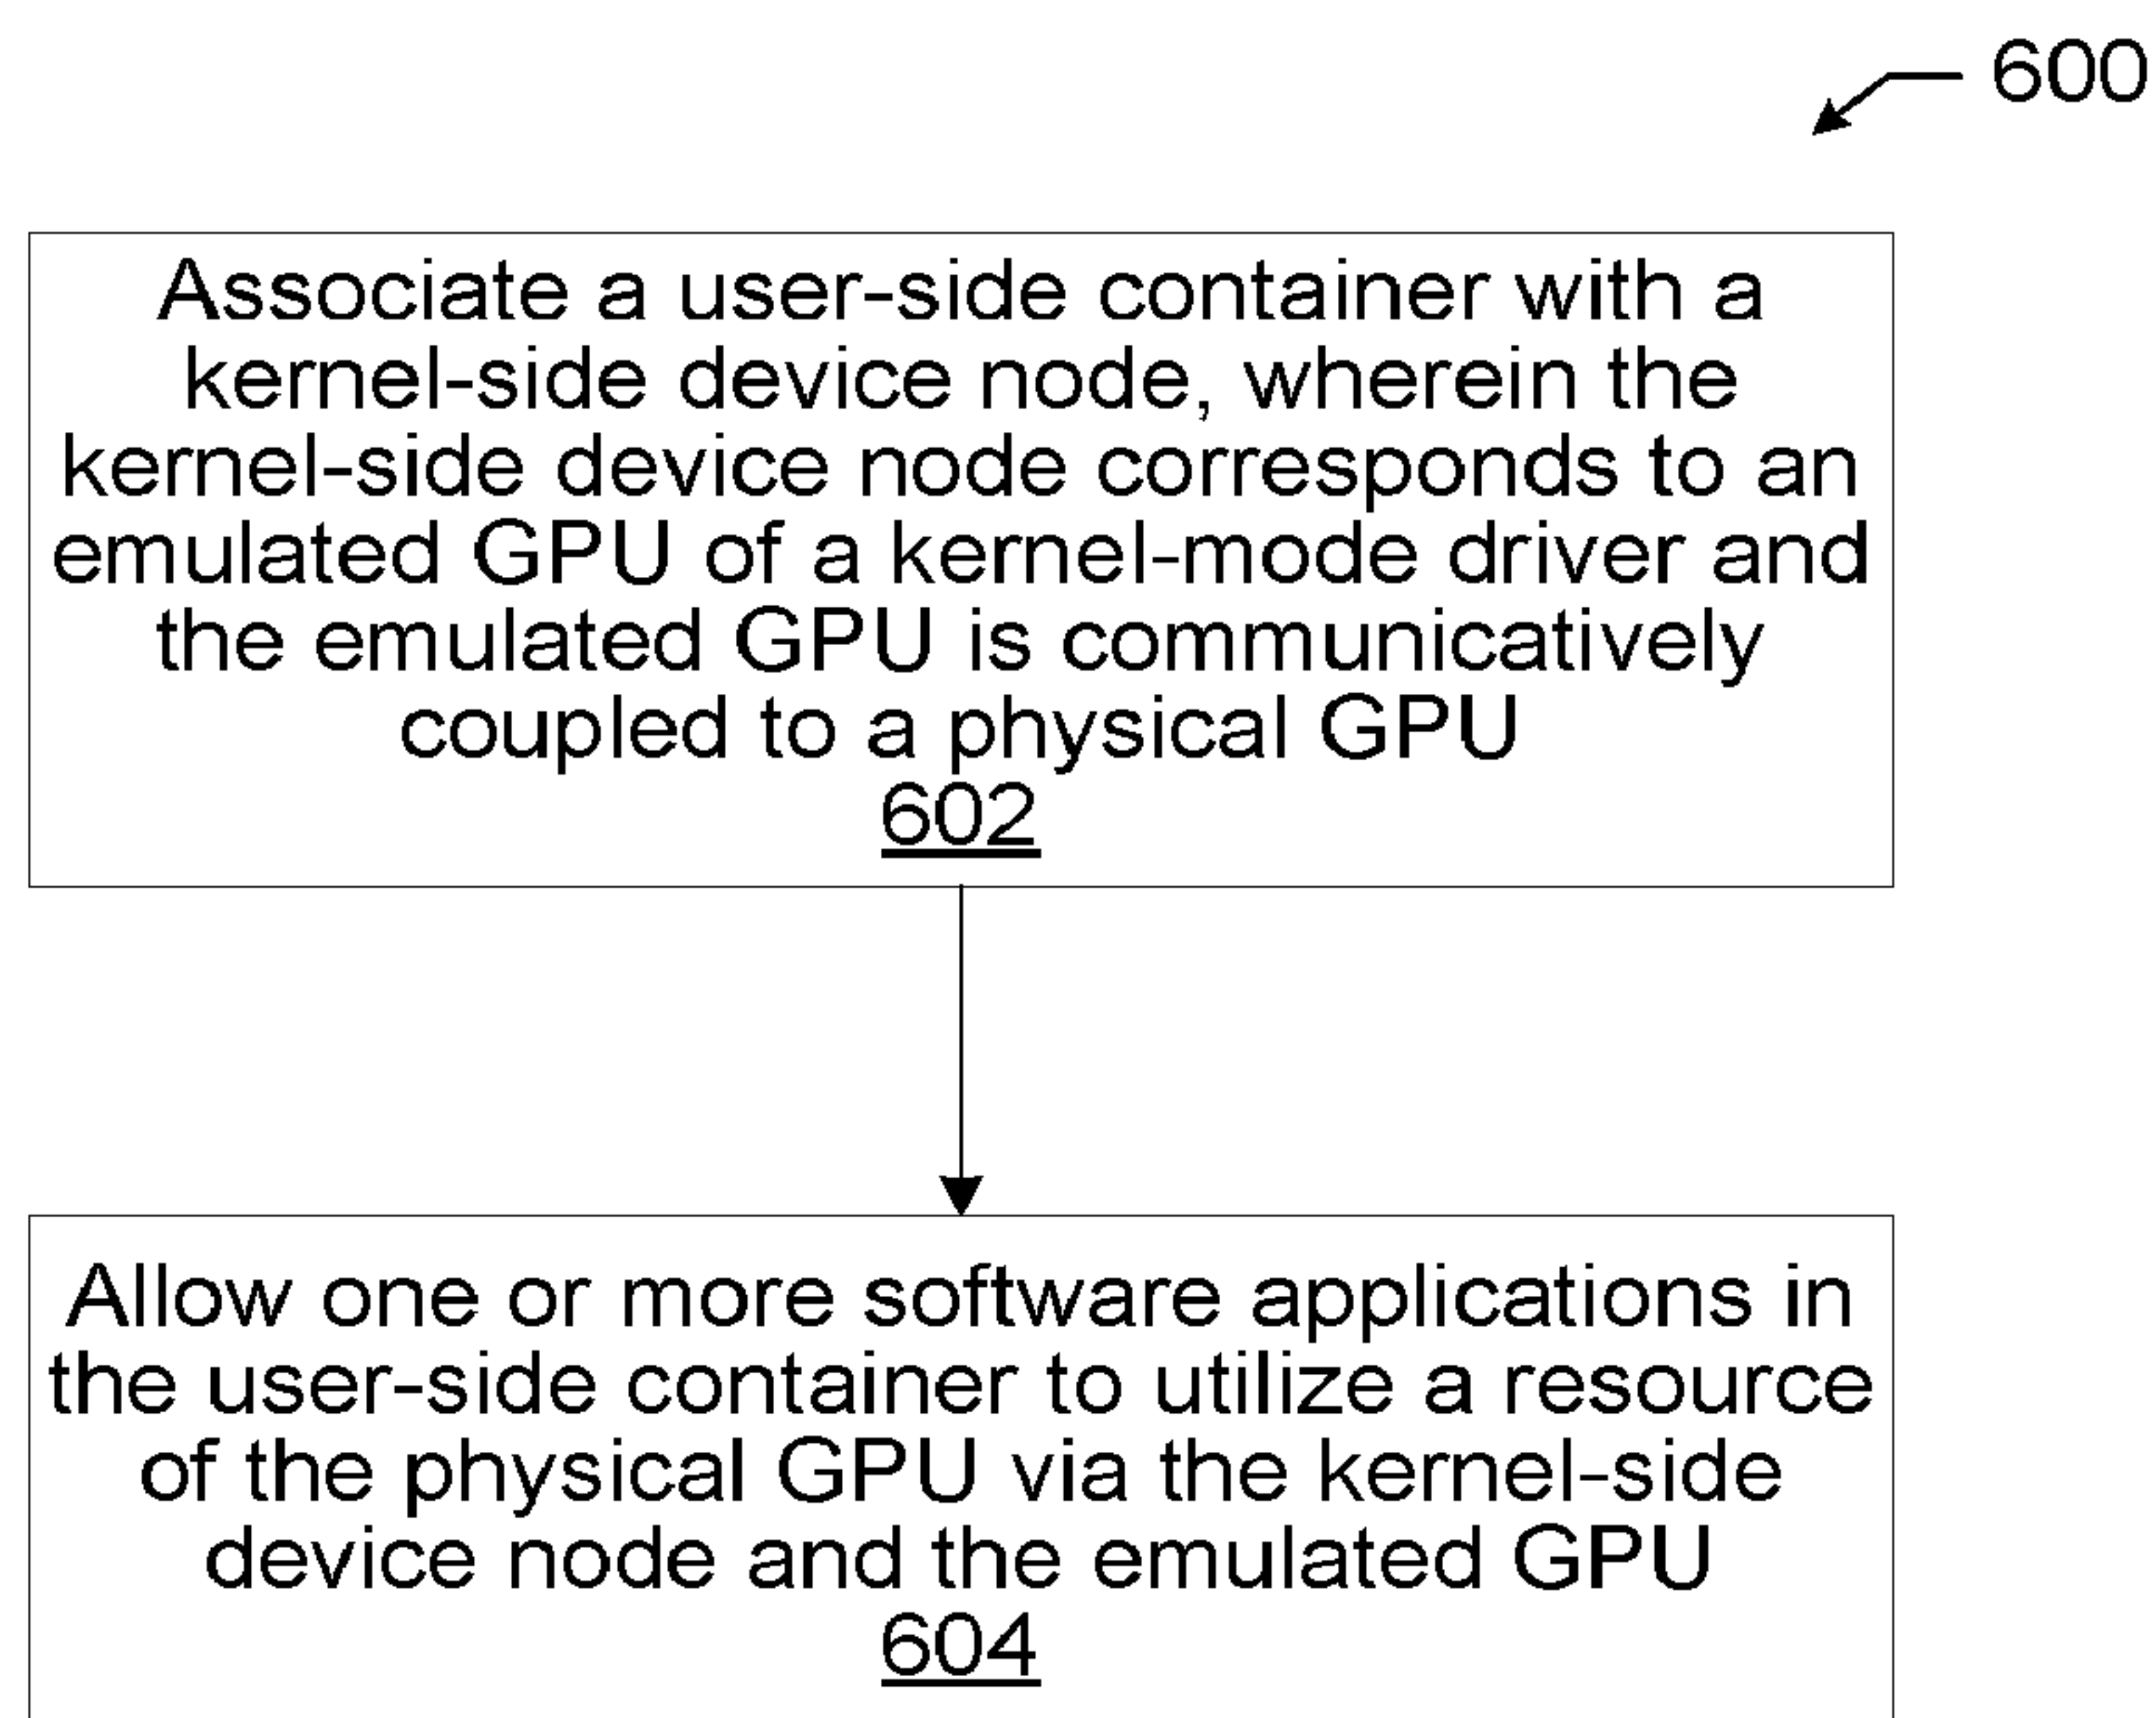 600
Associate a user-side container with a
kernel-side device node, wherein the
kernel-side device node corresponds to an
emulated GPU of a kernel-mode driver and
the emulated GPU is communicatively
coupled to a physical GPU
602
Allow one or more software applications in
the user-side container to utilize a resource
of the physical GPU via the kernel-side
device node and the emulated GPU
604